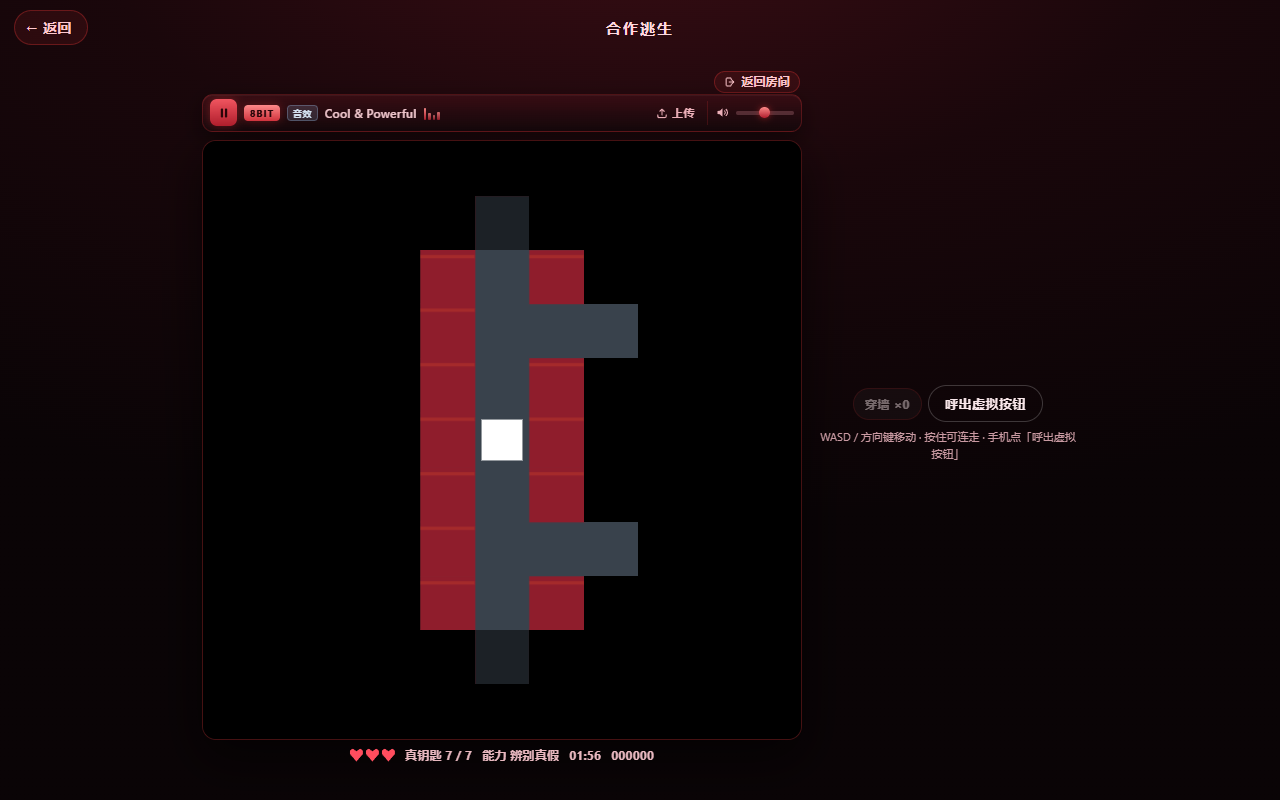 ← 返回
合作逃生
返回房间
8BIT 音效 Cool & Powerful 上传
穿墙 ×0 呼出虚拟按钮
WASD / 方向键移动 · 按住可连走 · 手机点「呼出虚拟
按钮」
真钥匙 7 / 7 能力 辨别真假 01:56 000000